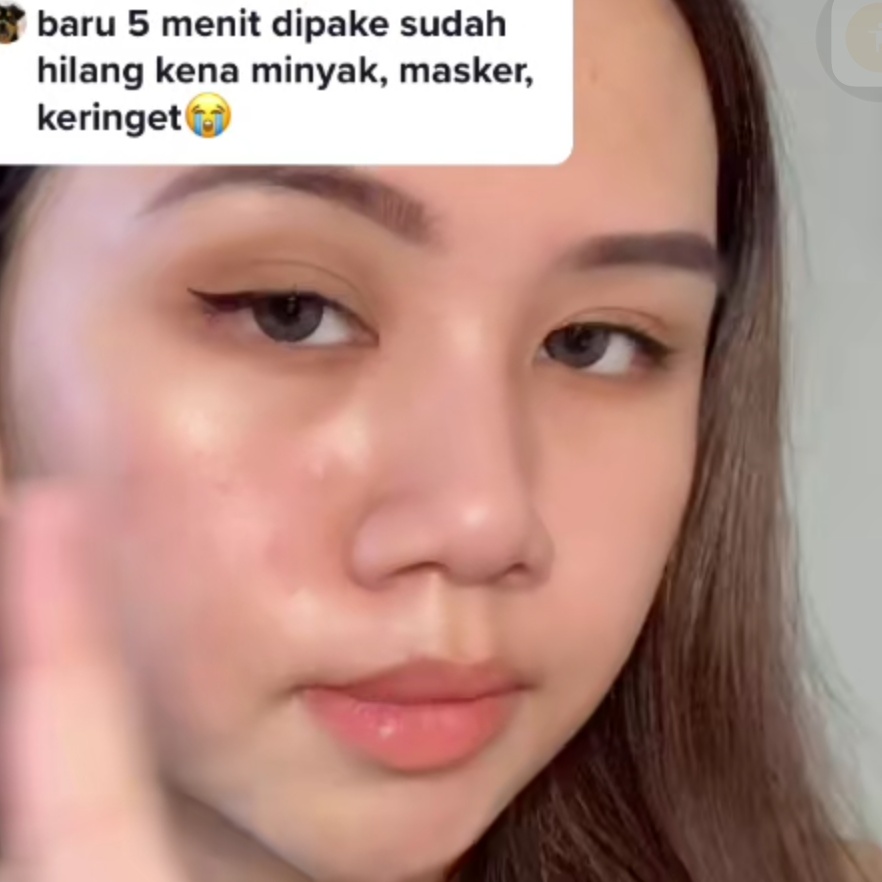 baru 5 menit dipake sudah
hilang kena minyak, masker,
keringet😭